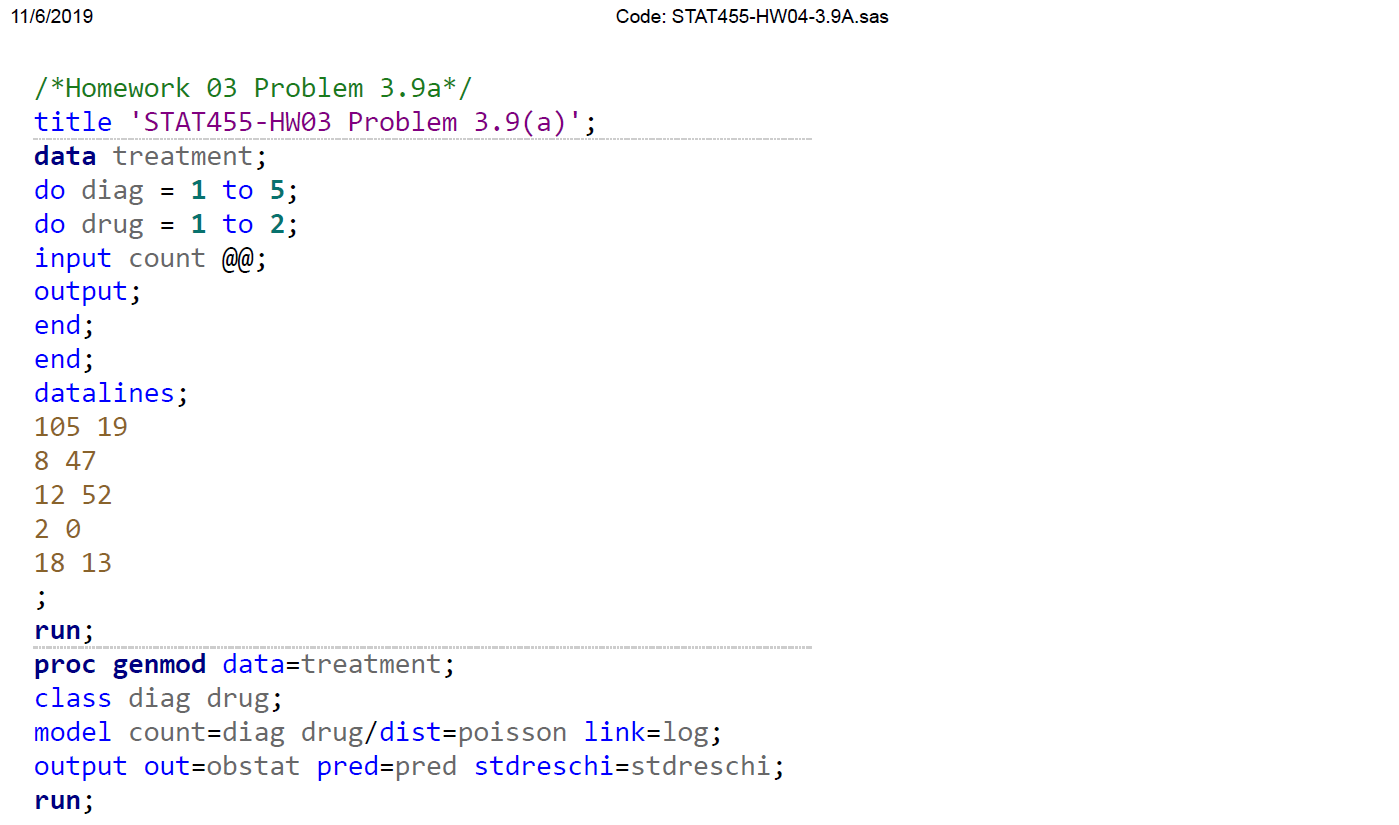 11/6/2019 Code: STAT455-HW04-3.9A.sas
/*Homework 03 Problem 3.9a*/
title 'STAT455-HW03 Problem 3.9(a)';
data treatment;
do diag = 1 to 5;
do drug = 1 to 2;
input count @@;
output;
end;
end;
datalines;
105 19
8 47
12 52
2 0
18 13
;
run;
proc genmod data=treatment;
class diag drug;
model count=diag drug/dist=poisson link=log;
output out=obstat pred=pred stdreschi=stdreschi;
run;